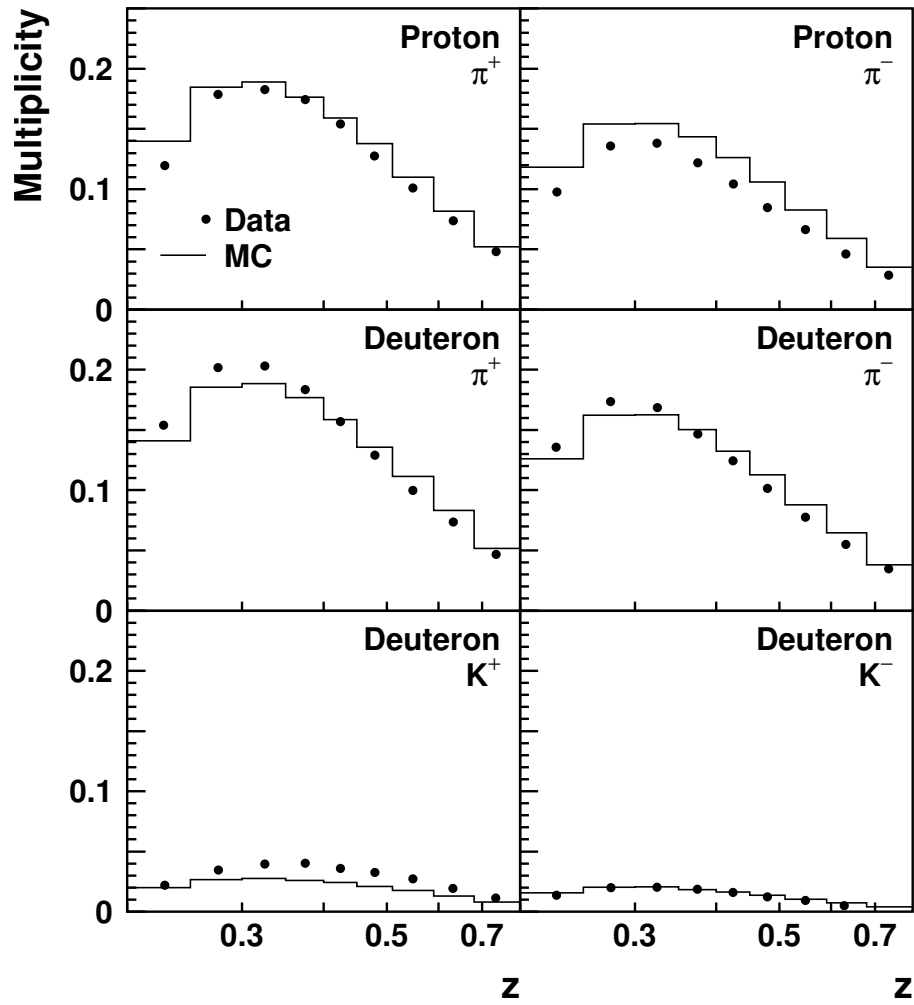 Multiplicity
Proton
π+
Proton
π−
0.2
0.1
0
Data
MC
Deuteron
π+
Deuteron
π−
0.2
0.1
0
Deuteron
K+
Deuteron
K−
0.2
0.1
0
0.3 0.5 0.7 0.3 0.5 0.7
z z